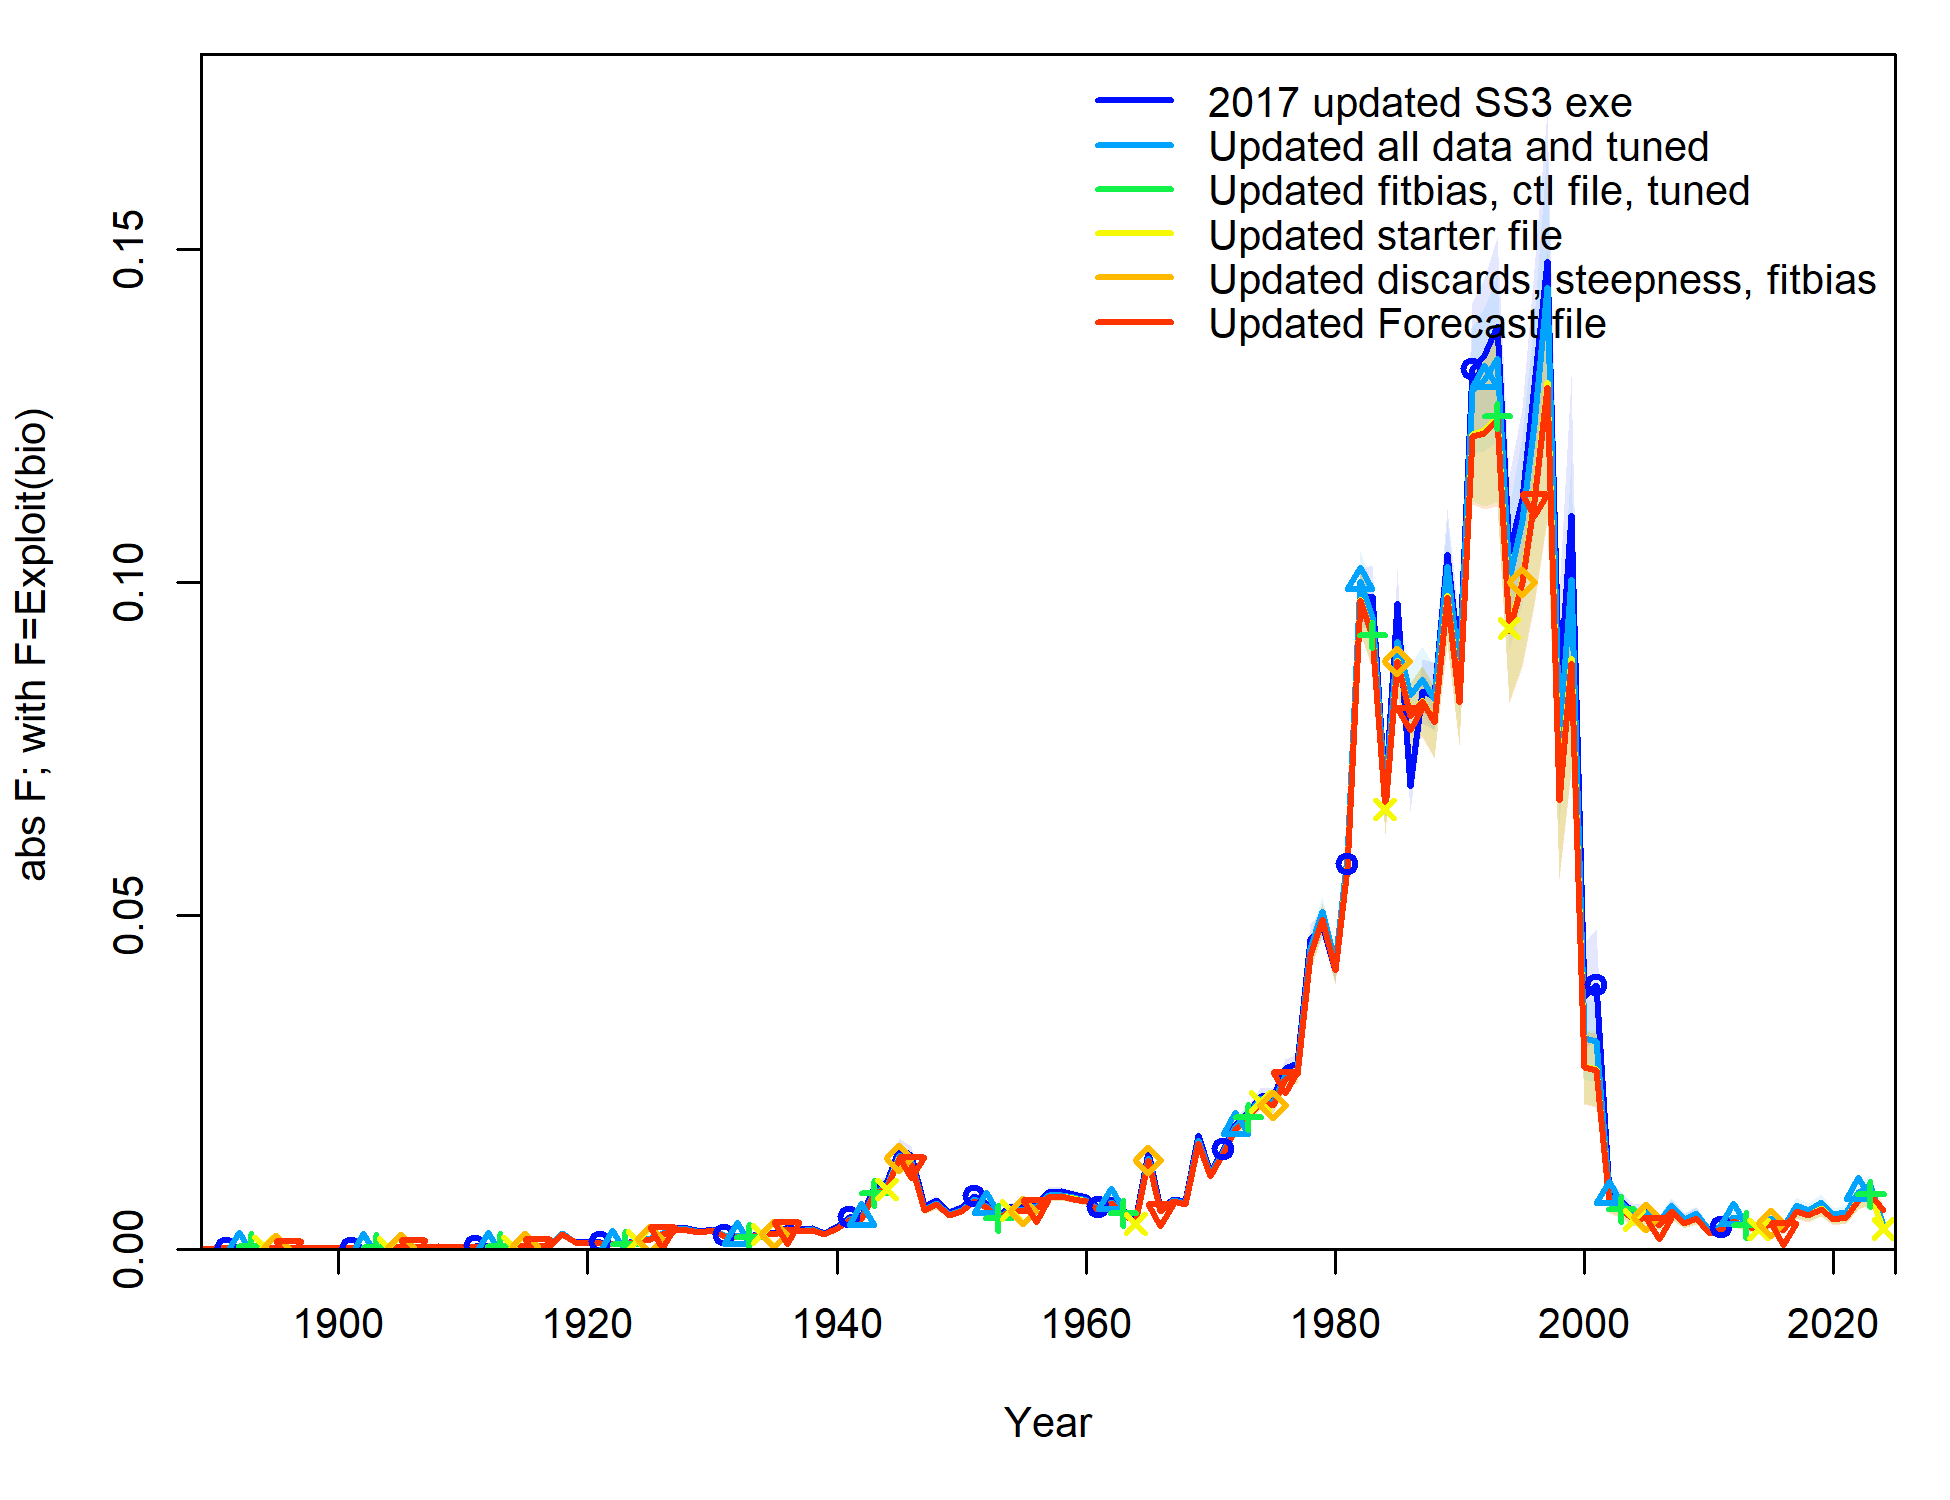 2017 updated SS3 exe
Updated all data and tuned
Updated fitbias, ctl file, tuned
Updated starter file
Updated discards, steepness, fitbias
Updated Forecast file
abs F; with F=Exploit(bio)
0.15
0.10
0.05
0.00
1900 1920 1940 1960 1980 2000 2020
Year